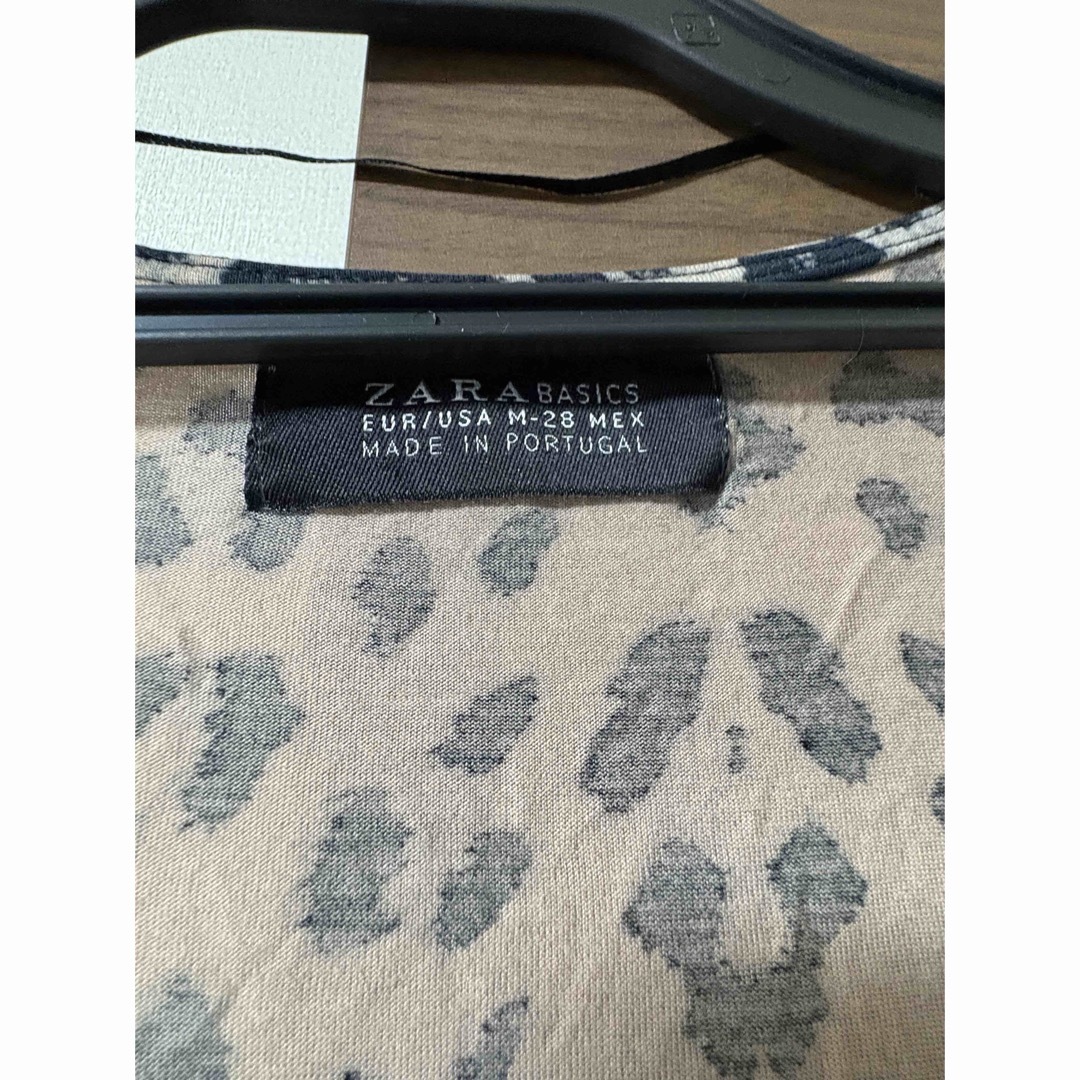 ZARA BASICS
EUR/USA M-28 MEX
MADE IN PORTUGAL